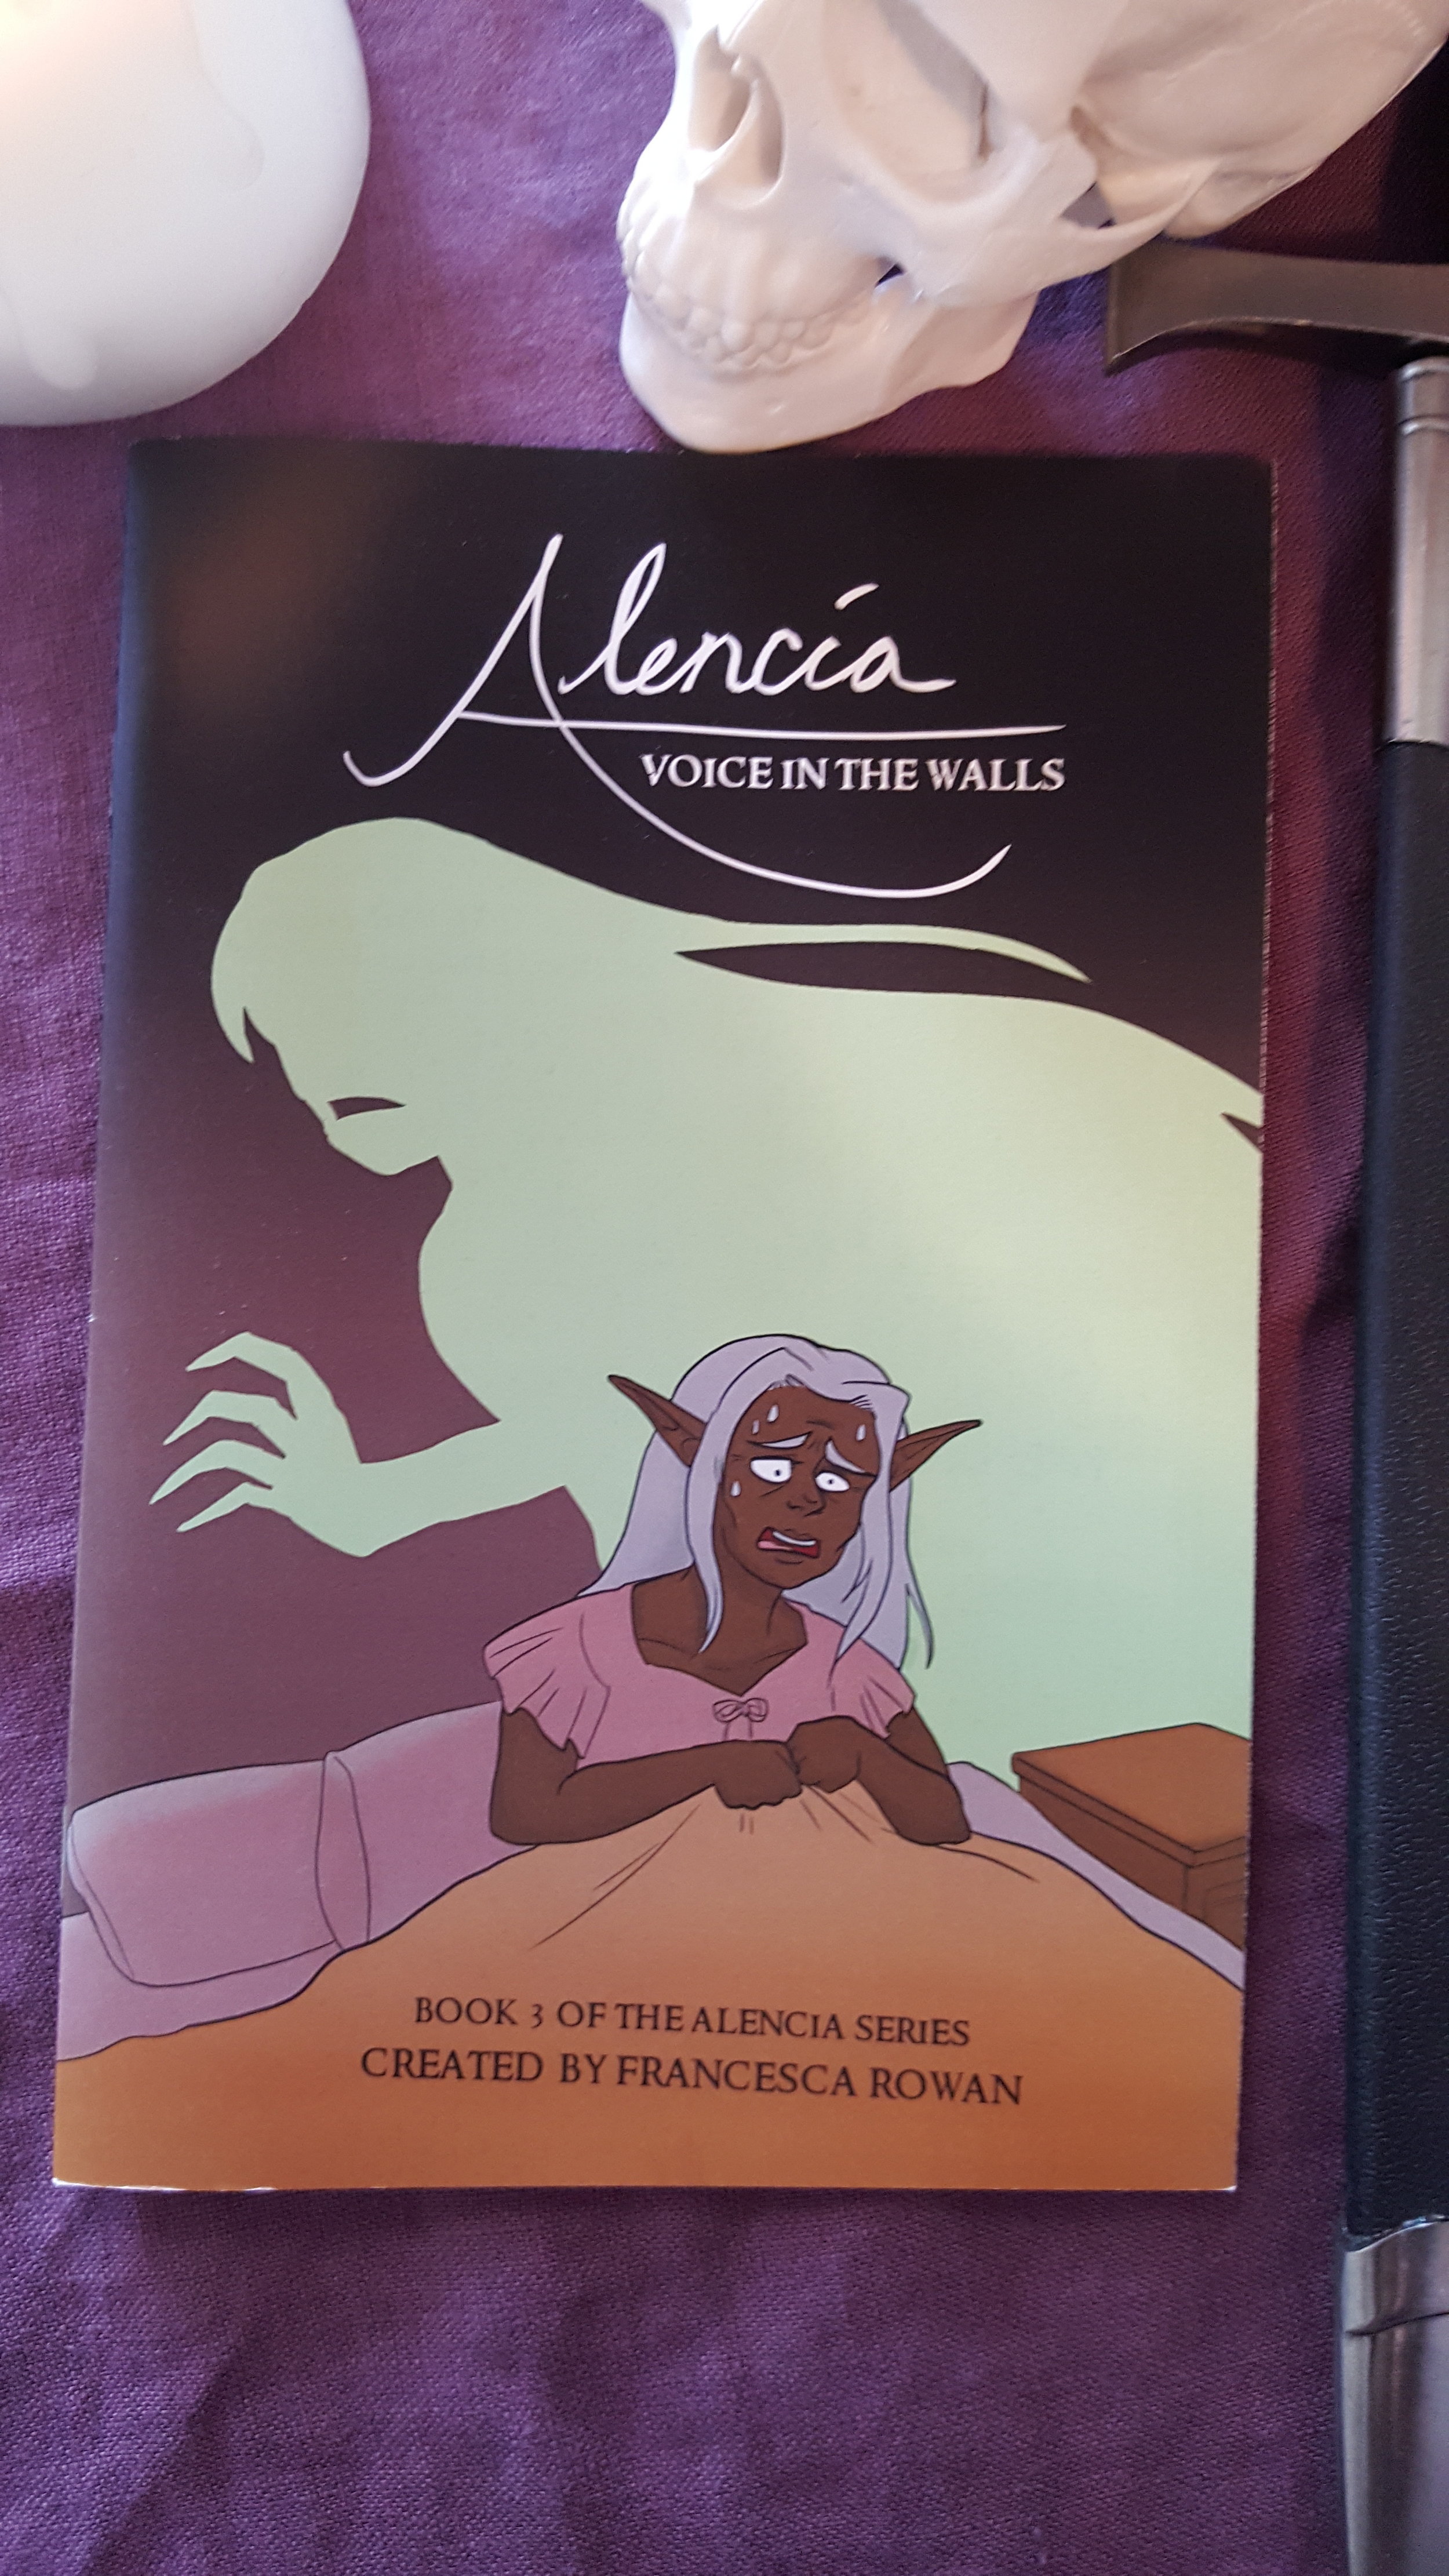 Alencia
VOICE IN THE WALLS
BOOK 3 OF THE ALENCIA SERIES
CREATED BY FRANCESCA ROWAN